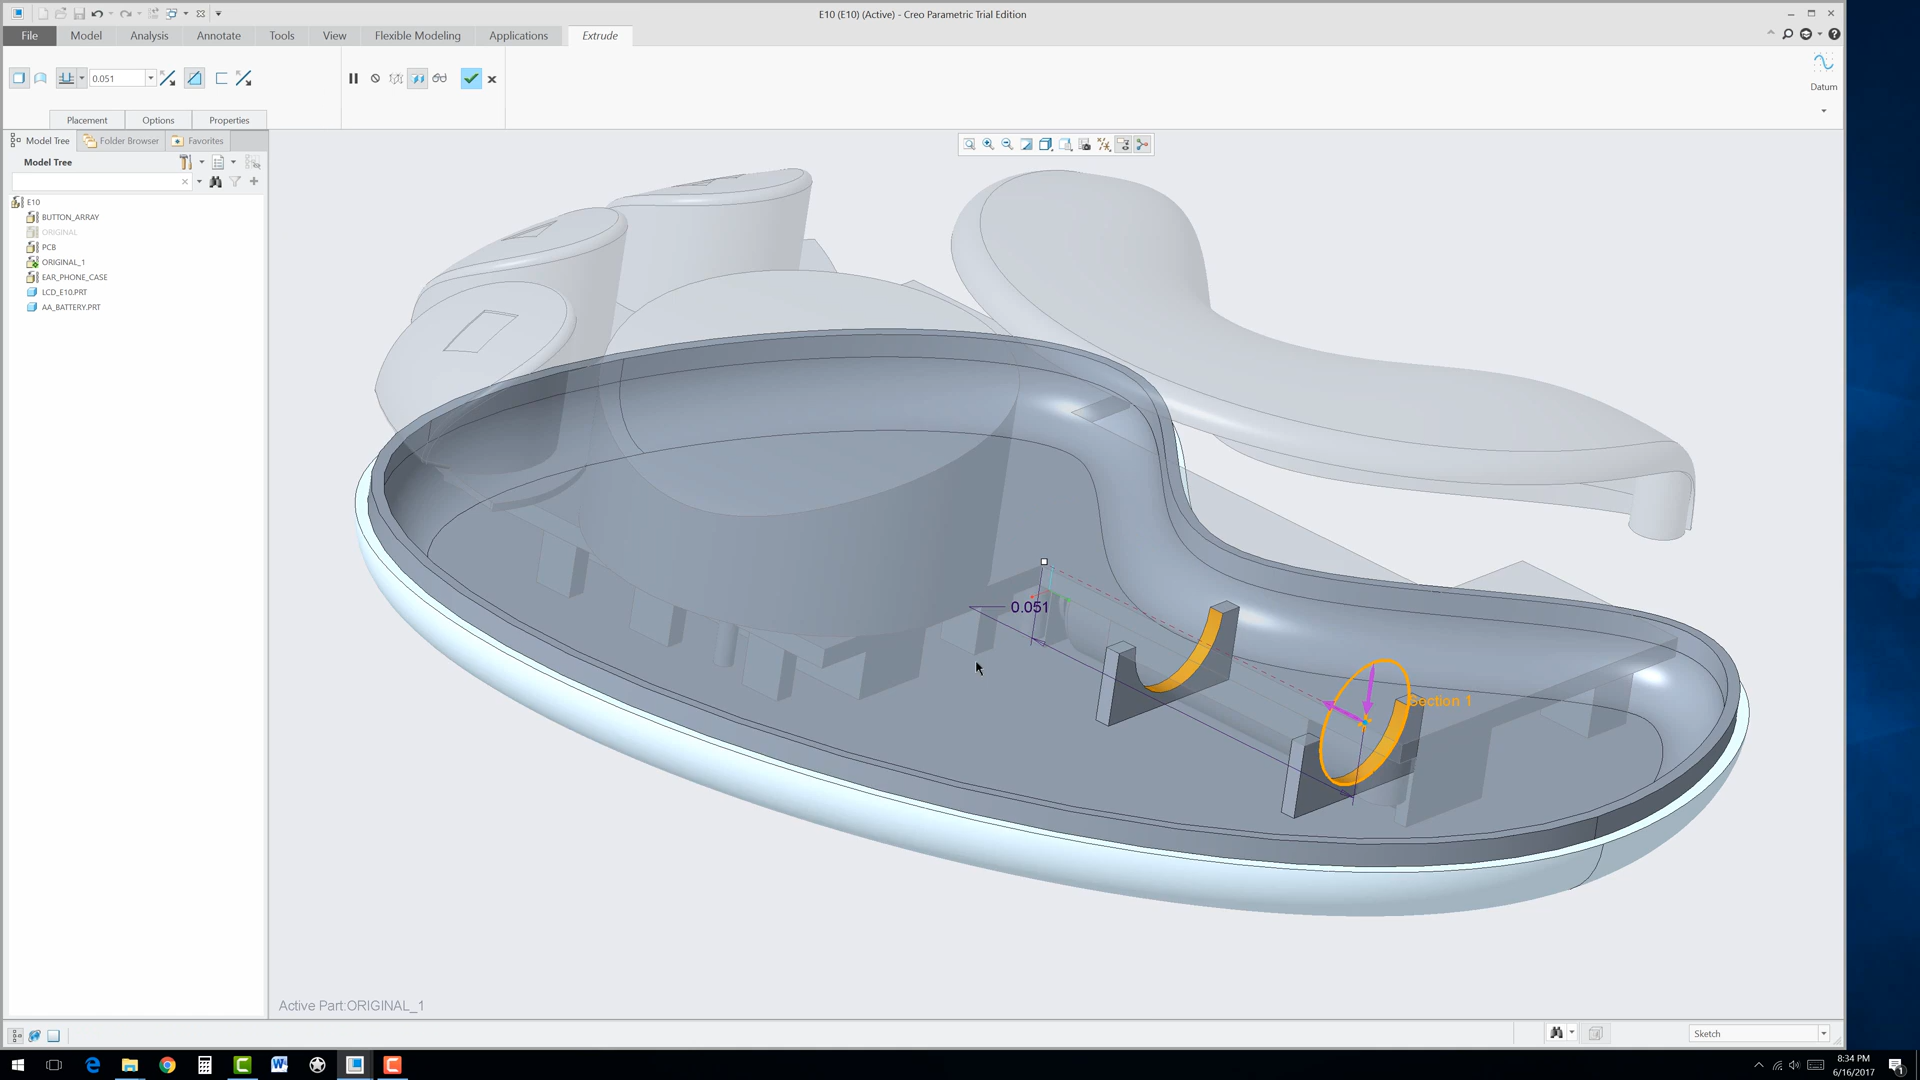 E10 (E10) (Active) - Creo Parametric Trial Edition
File Model Analysis Annotate Tools View Flexible Modeling Applications Extrude
0.051
Datum
Placement Options Properties
Model Tree Folder Browser Favorites
Model Tree
E10
BUTTON_ARRAY
ORIGINAL
PCB
ORIGINAL_1
EAR_PHONE_CASE
LCD_E10.PRT
AA_BATTERY.PRT
0.051
Section 1
Active Part:ORIGINAL_1
Sketch
8:34 PM
6/16/2017